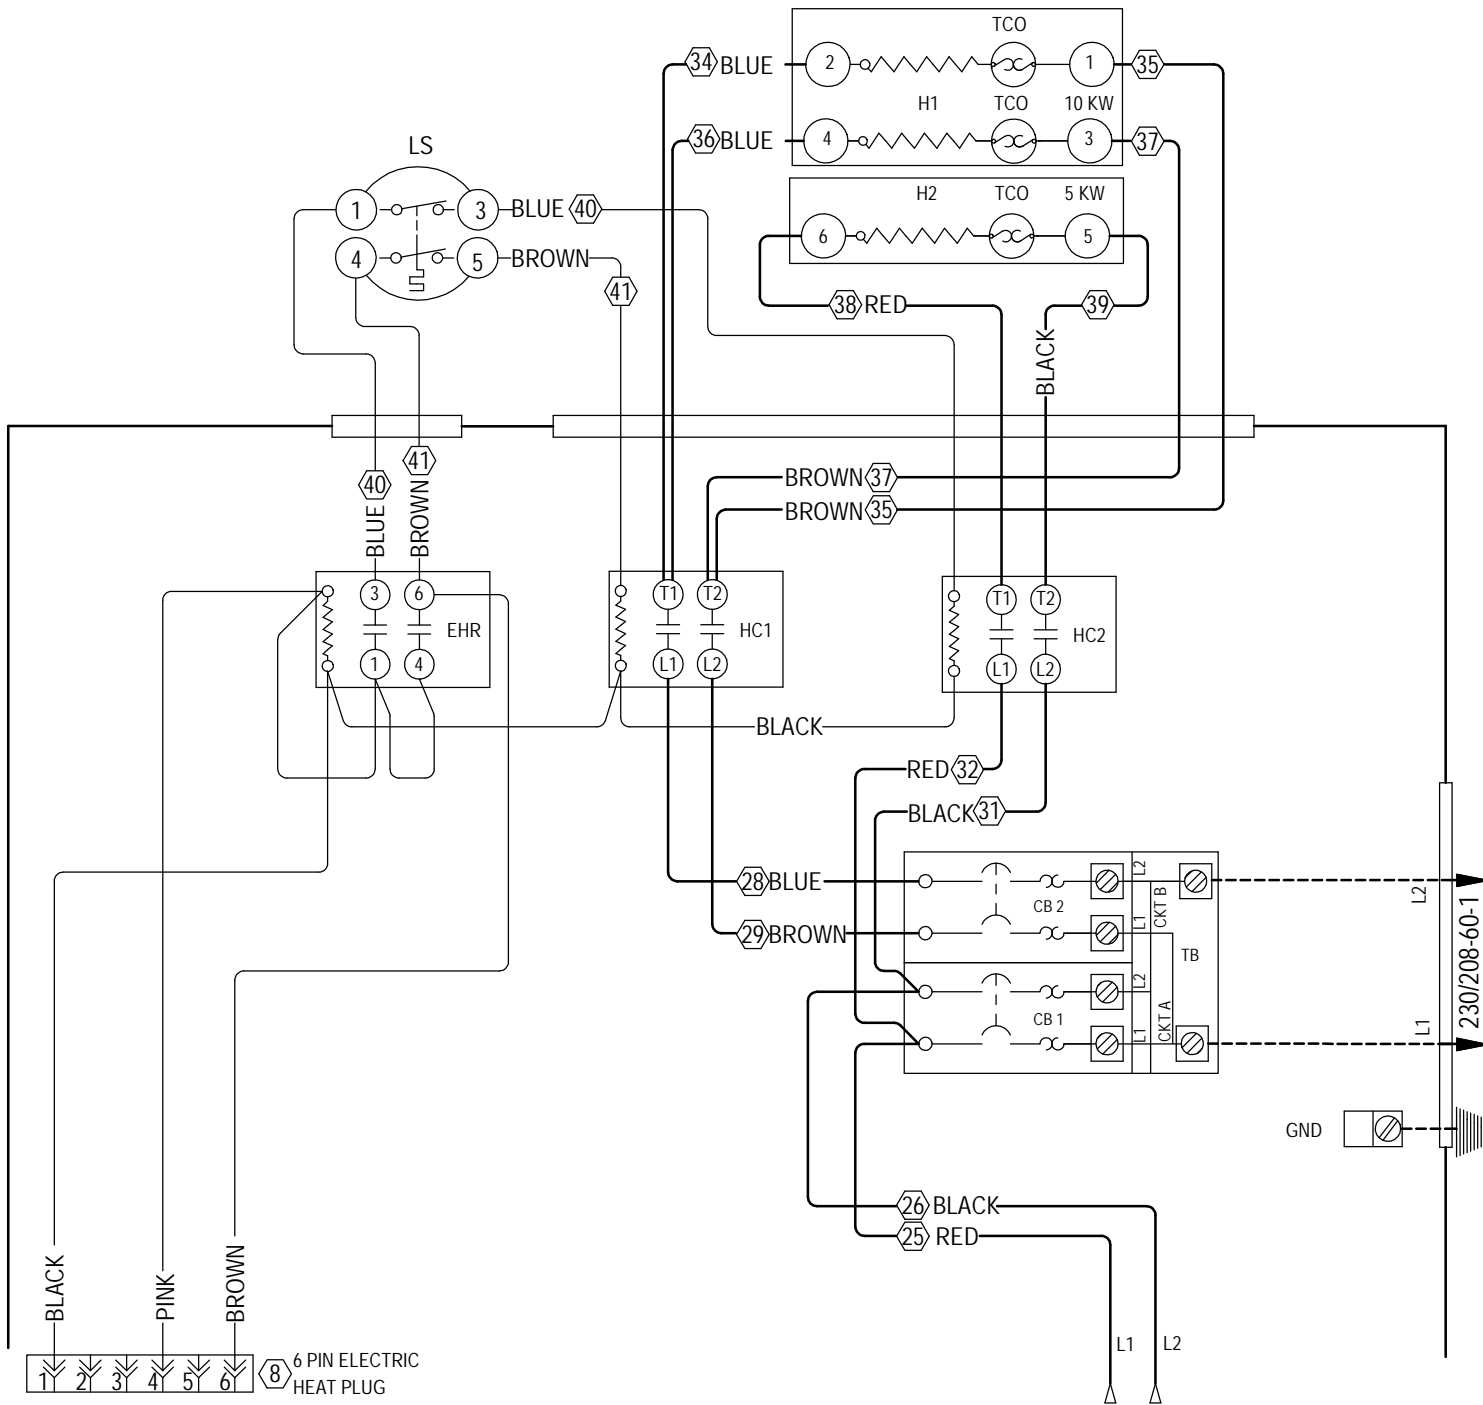 TCO
34 BLUE 2 1 35
H1 TCO 10 KW
36 BLUE 4 3 37
LS
H2 TCO 5 KW
1 3 BLUE 40
6 5
4 5 BROWN
41
38 RED 39
BLACK
41
40
BROWN 37
BROWN 35
BLUE
BROWN
3 6 T1 T2 T1 T2
EHR HC1 HC2
1 4 L1 L2 L1 L2
BLACK
RED 32
BLACK 31
28 BLUE
CB 2
L2
L1
CKT B
29 BROWN
TB
CB 1
L2
L1
CKT A
L2
L1
230/208-60-1
GND
26 BLACK
25 RED
BLACK
PINK
BROWN
L1 L2
1 2 3 4 5 6
8
6 PIN ELECTRIC
HEAT PLUG